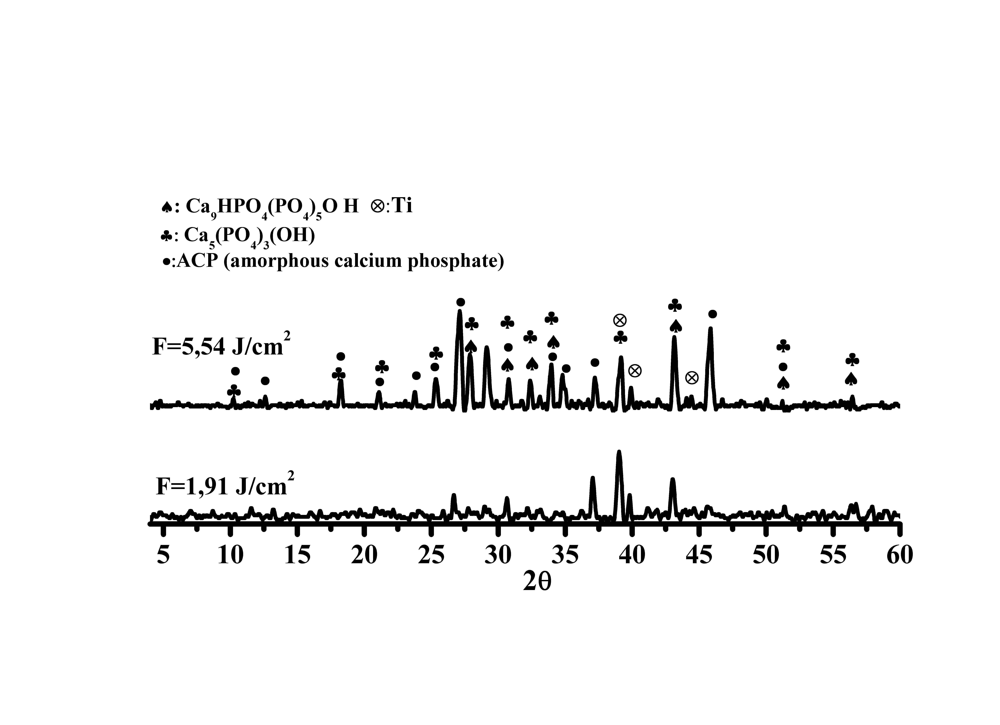 ♠: Ca9HPO4(PO4)5O H ⊗:Ti
♣: Ca5(PO4)3(OH)
●:ACP (amorphous calcium phosphate)
F=5,54 J/cm2
F=1,91 J/cm2
5 10 15 20 25 30 35 40 45 50 55 60
2θ